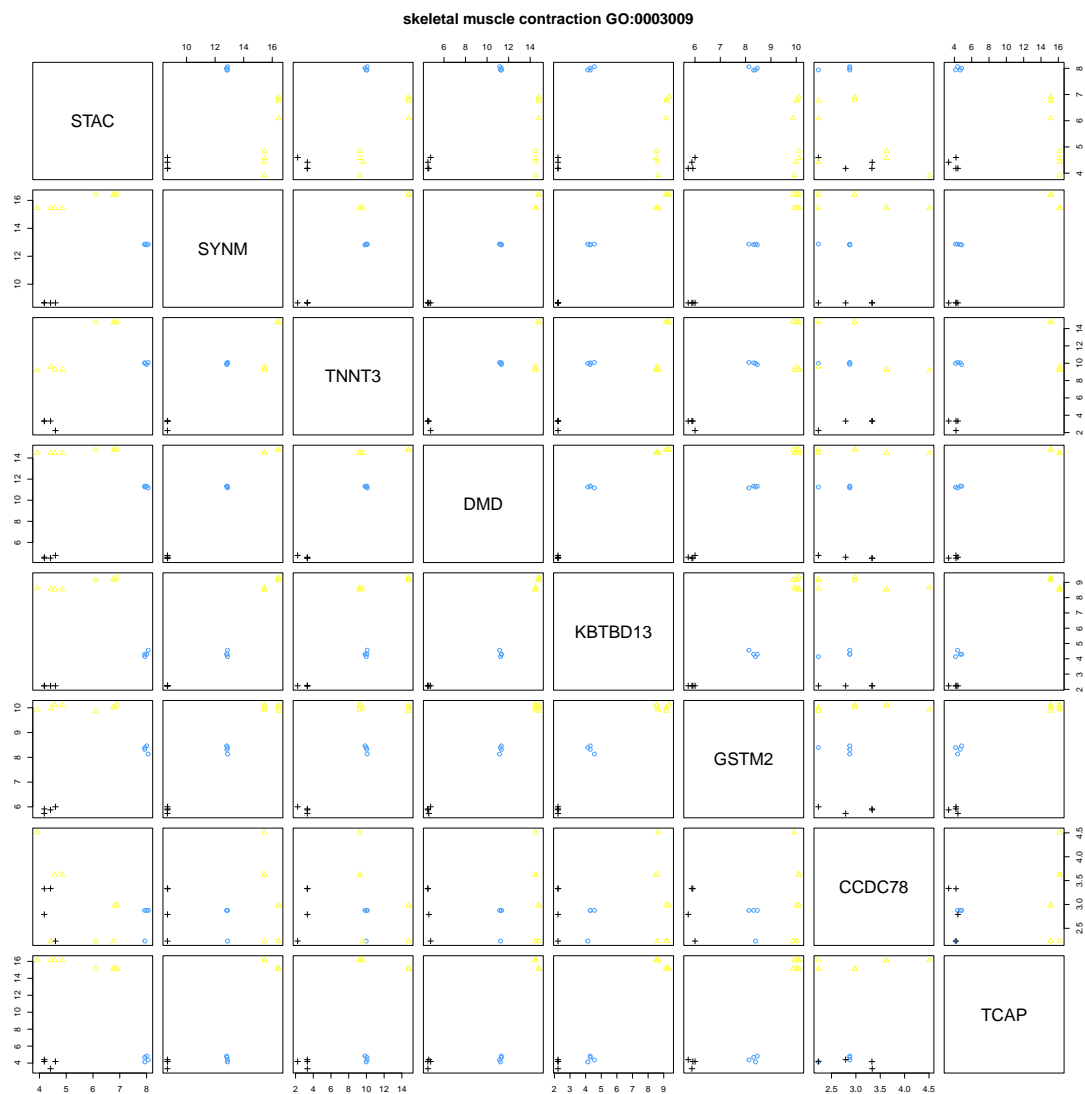 skeletal muscle contraction GO:0003009
10 12 14 16
6 8 10 12 14
6 7 8 9 10
4 6 8 10 12 14 16
STAC
4 5 6 7 8
10 12 14 16
SYNM
TNNT3
2 4 6 8 10 12 14
6 8 10 12 14
DMD
KBTBD13
2 3 4 5 6 7 8 9
6 7 8 9 10
GSTM2
CCDC78
2.5 3.0 3.5 4.0 4.5
4 6 8 10 12 14 16
TCAP
4 5 6 7 8
2 4 6 8 10 12 14
2 3 4 5 6 7 8 9
2.5 3.0 3.5 4.0 4.5